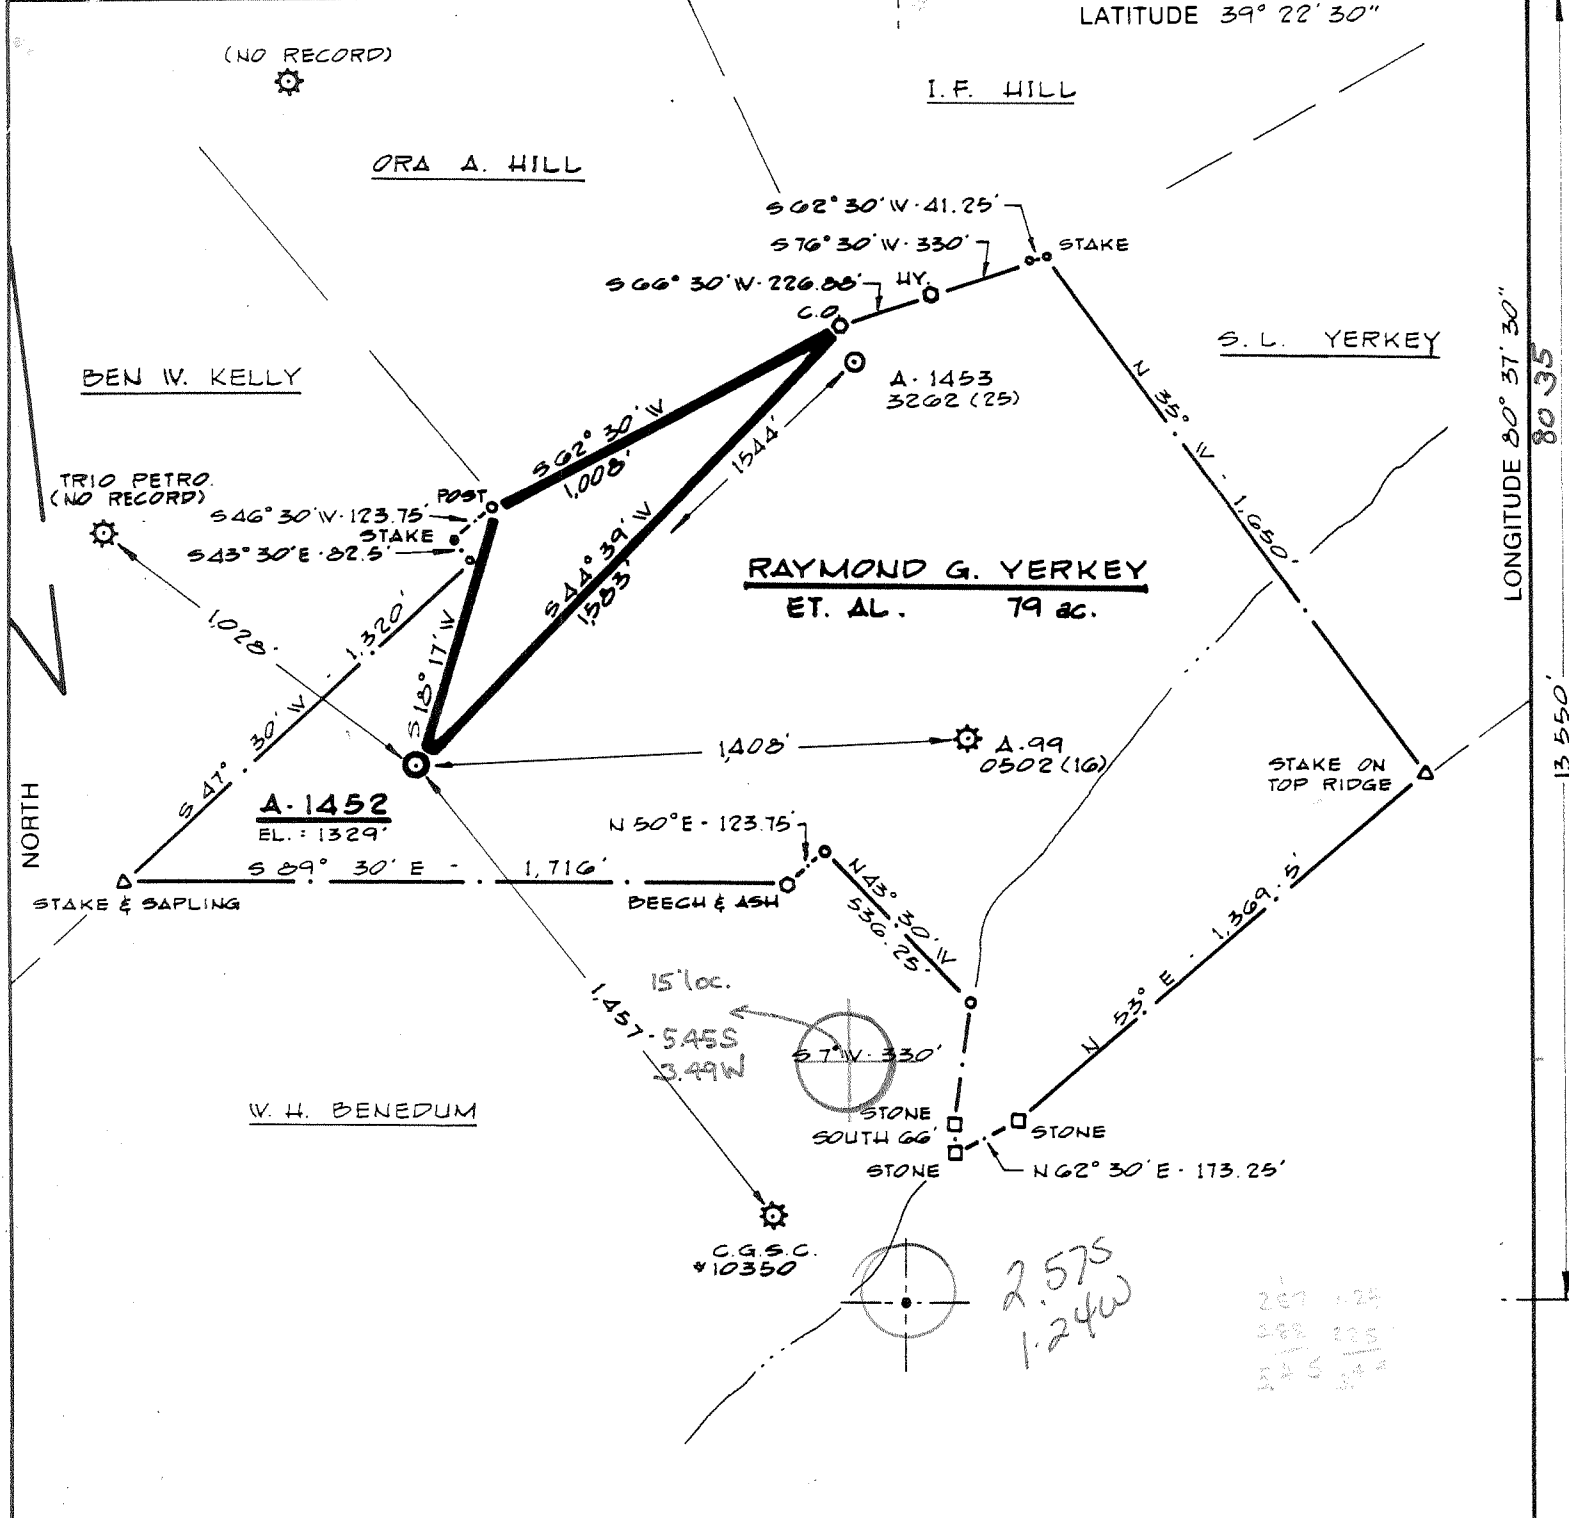 LATITUDE 39° 22' 30"
(NO RECORD)
I. F. HILL
ORA A. HILL
S 62° 30' W · 41.25'
S 76° 30' W · 330'
STAKE
S 66° 30' W · 226.88'
HY.
C.O.
S. L. YERKEY
BEN W. KELLY
A - 1453
3262 (25)
LONGITUDE 80° 37' 30"
80 35
N 35° W - 1,650'
S 62° 30' W
1,008'
1544'
TRIO PETRO.
(NO RECORD)
POST
S 46° 30' W · 123.75'
STAKE
S 43° 30' E · 82.5'
S 44° 39' W
1,583'
RAYMOND G. YERKEY
ET. AL. 79 ac.
1,028'
S 47° 30' W - 1,320'
S 18° 17' W
13 550'
1,408'
A - 99
0502 (16)
STAKE ON
TOP RIDGE
NORTH
A - 1452
EL. : 1329'
N 50° E - 123.75'
S 89° 30' E - 1,716'
STAKE & SAPLING
BEECH & ASH
N 43° 30' W
536.25'
N 53° E - 1,369.5'
1,457'
15' loc.
5.45S
3.49W
S 7° W - 330'
W. H. BENEDUM
STONE
SOUTH 66'
STONE
STONE
N 62° 30' E · 173.25'
C.G.S.C.
#10350
2.57S
1.24W